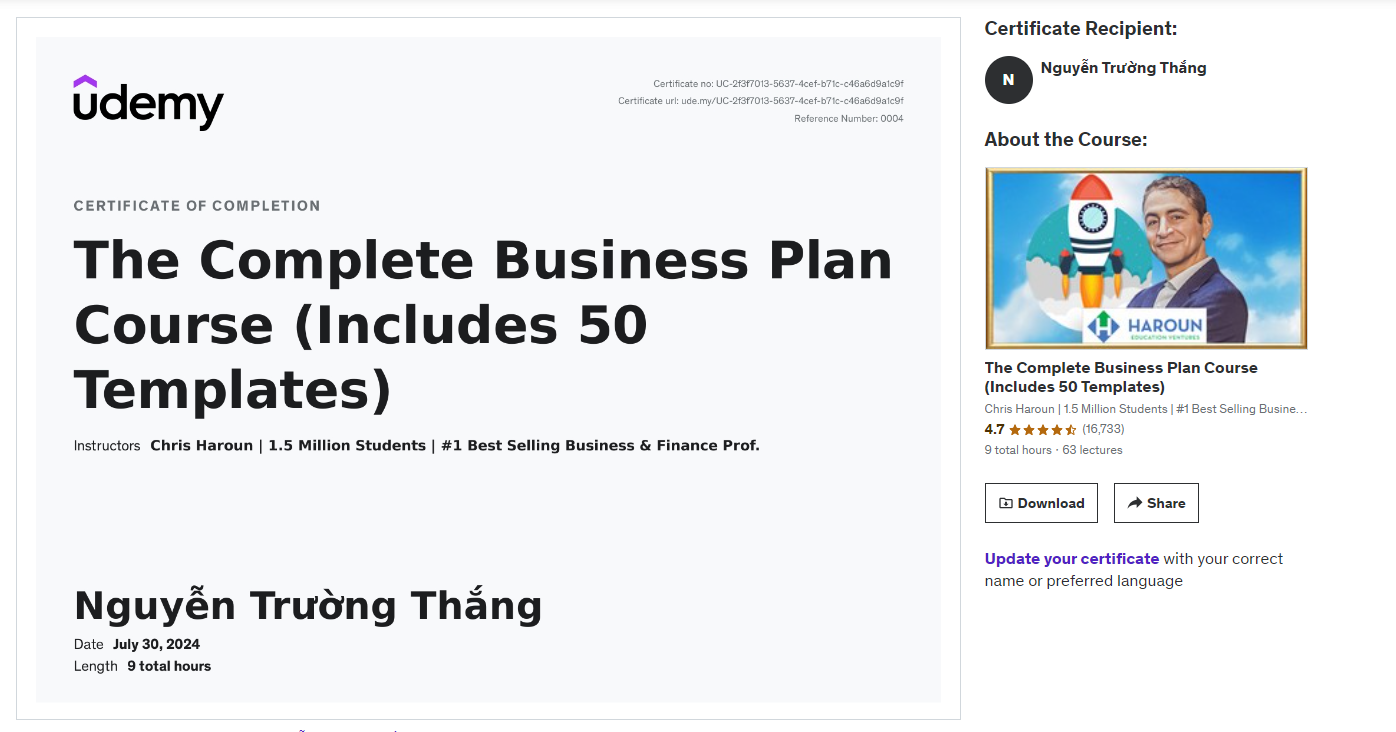 udemy
Certificate no: UC-2f3f7013-5637-4cef-b71c-c46a6d9a1c9f
Certificate url: ude.my/UC-2f3f7013-5637-4cef-b71c-c46a6d9a1c9f
Reference Number: 0004
CERTIFICATE OF COMPLETION
The Complete Business Plan
Course (Includes 50
Templates)
Instructors Chris Haroun | 1.5 Million Students | #1 Best Selling Business & Finance Prof.
Nguyễn Trường Thắng
Date July 30, 2024
Length 9 total hours
Certificate Recipient:
N
Nguyễn Trường Thắng
About the Course:
HAROUN
EDUCATION VENTURES
The Complete Business Plan Course
(Includes 50 Templates)
Chris Haroun | 1.5 Million Students | #1 Best Selling Busine...
4.7 (16,733)
9 total hours · 63 lectures
Download
Share
Update your certificate with your correct
name or preferred language